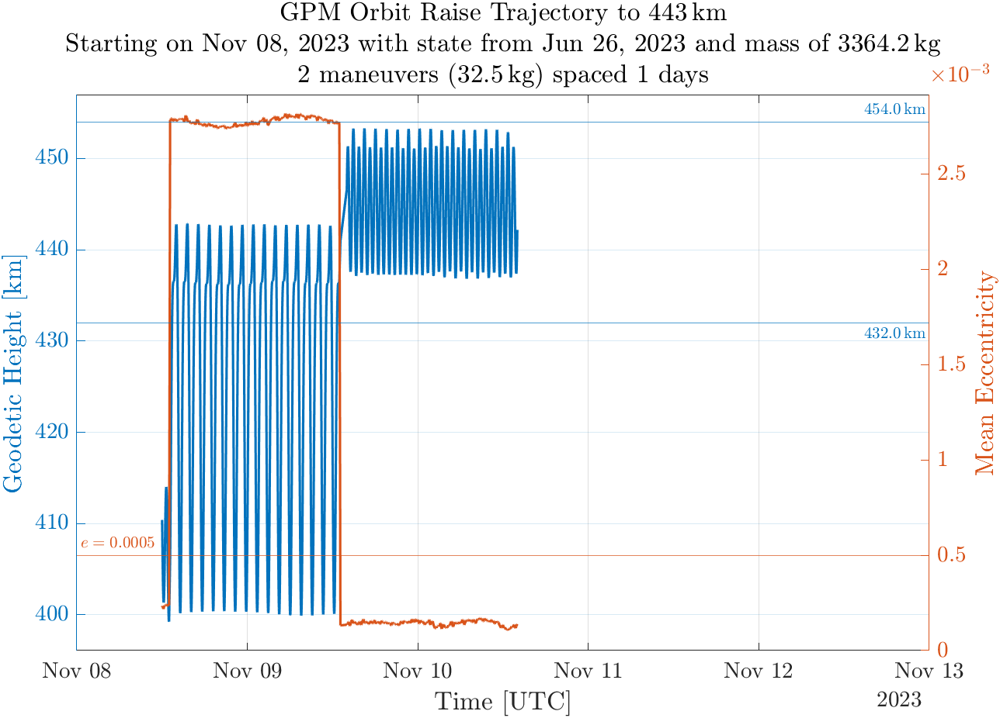 GPM Orbit Raise Trajectory to 443 km
Starting on Nov 08, 2023 with state from Jun 26, 2023 and mass of 3364.2 kg
2 maneuvers (32.5 kg) spaced 1 days
×10⁻³
454.0 km
450
440
430
420
410
400
432.0 km
e = 0.0005
2.5
2
1.5
1
0.5
0
Geodetic Height [km]
Mean Eccentricity
Nov 08 Nov 09 Nov 10 Nov 11 Nov 12 Nov 13
Time [UTC]
2023